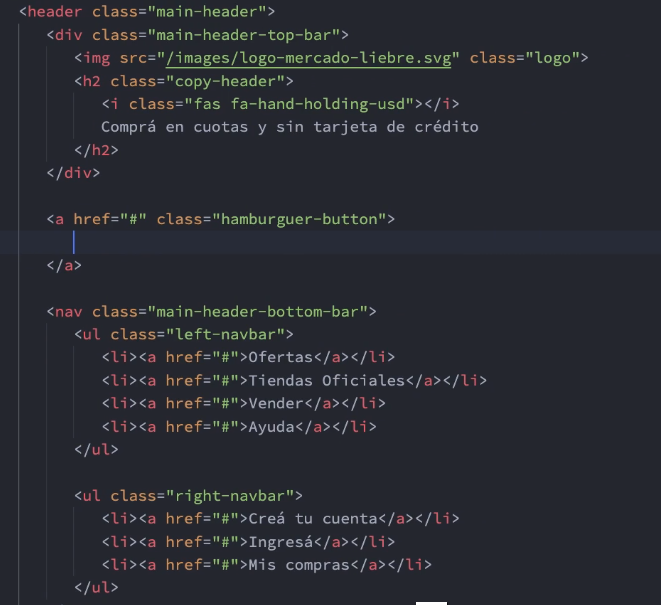 <header class="main-header">
<div class="main-header-top-bar">
<img src="/images/logo-mercado-liebre.svg" class="logo">
<h2 class="copy-header">
<i class="fas fa-hand-holding-usd"></i>
Comprá en cuotas y sin tarjeta de crédito
</h2>
</div>
<a href="#" class="hamburguer-button">
</a>
<nav class="main-header-bottom-bar">
<ul class="left-navbar">
<li><a href="#">Ofertas</a></li>
<li><a href="#">Tiendas Oficiales</a></li>
<li><a href="#">Vender</a></li>
<li><a href="#">Ayuda</a></li>
</ul>
<ul class="right-navbar">
<li><a href="#">Creá tu cuenta</a></li>
<li><a href="#">Ingresá</a></li>
<li><a href="#">Mis compras</a></li>
</ul>